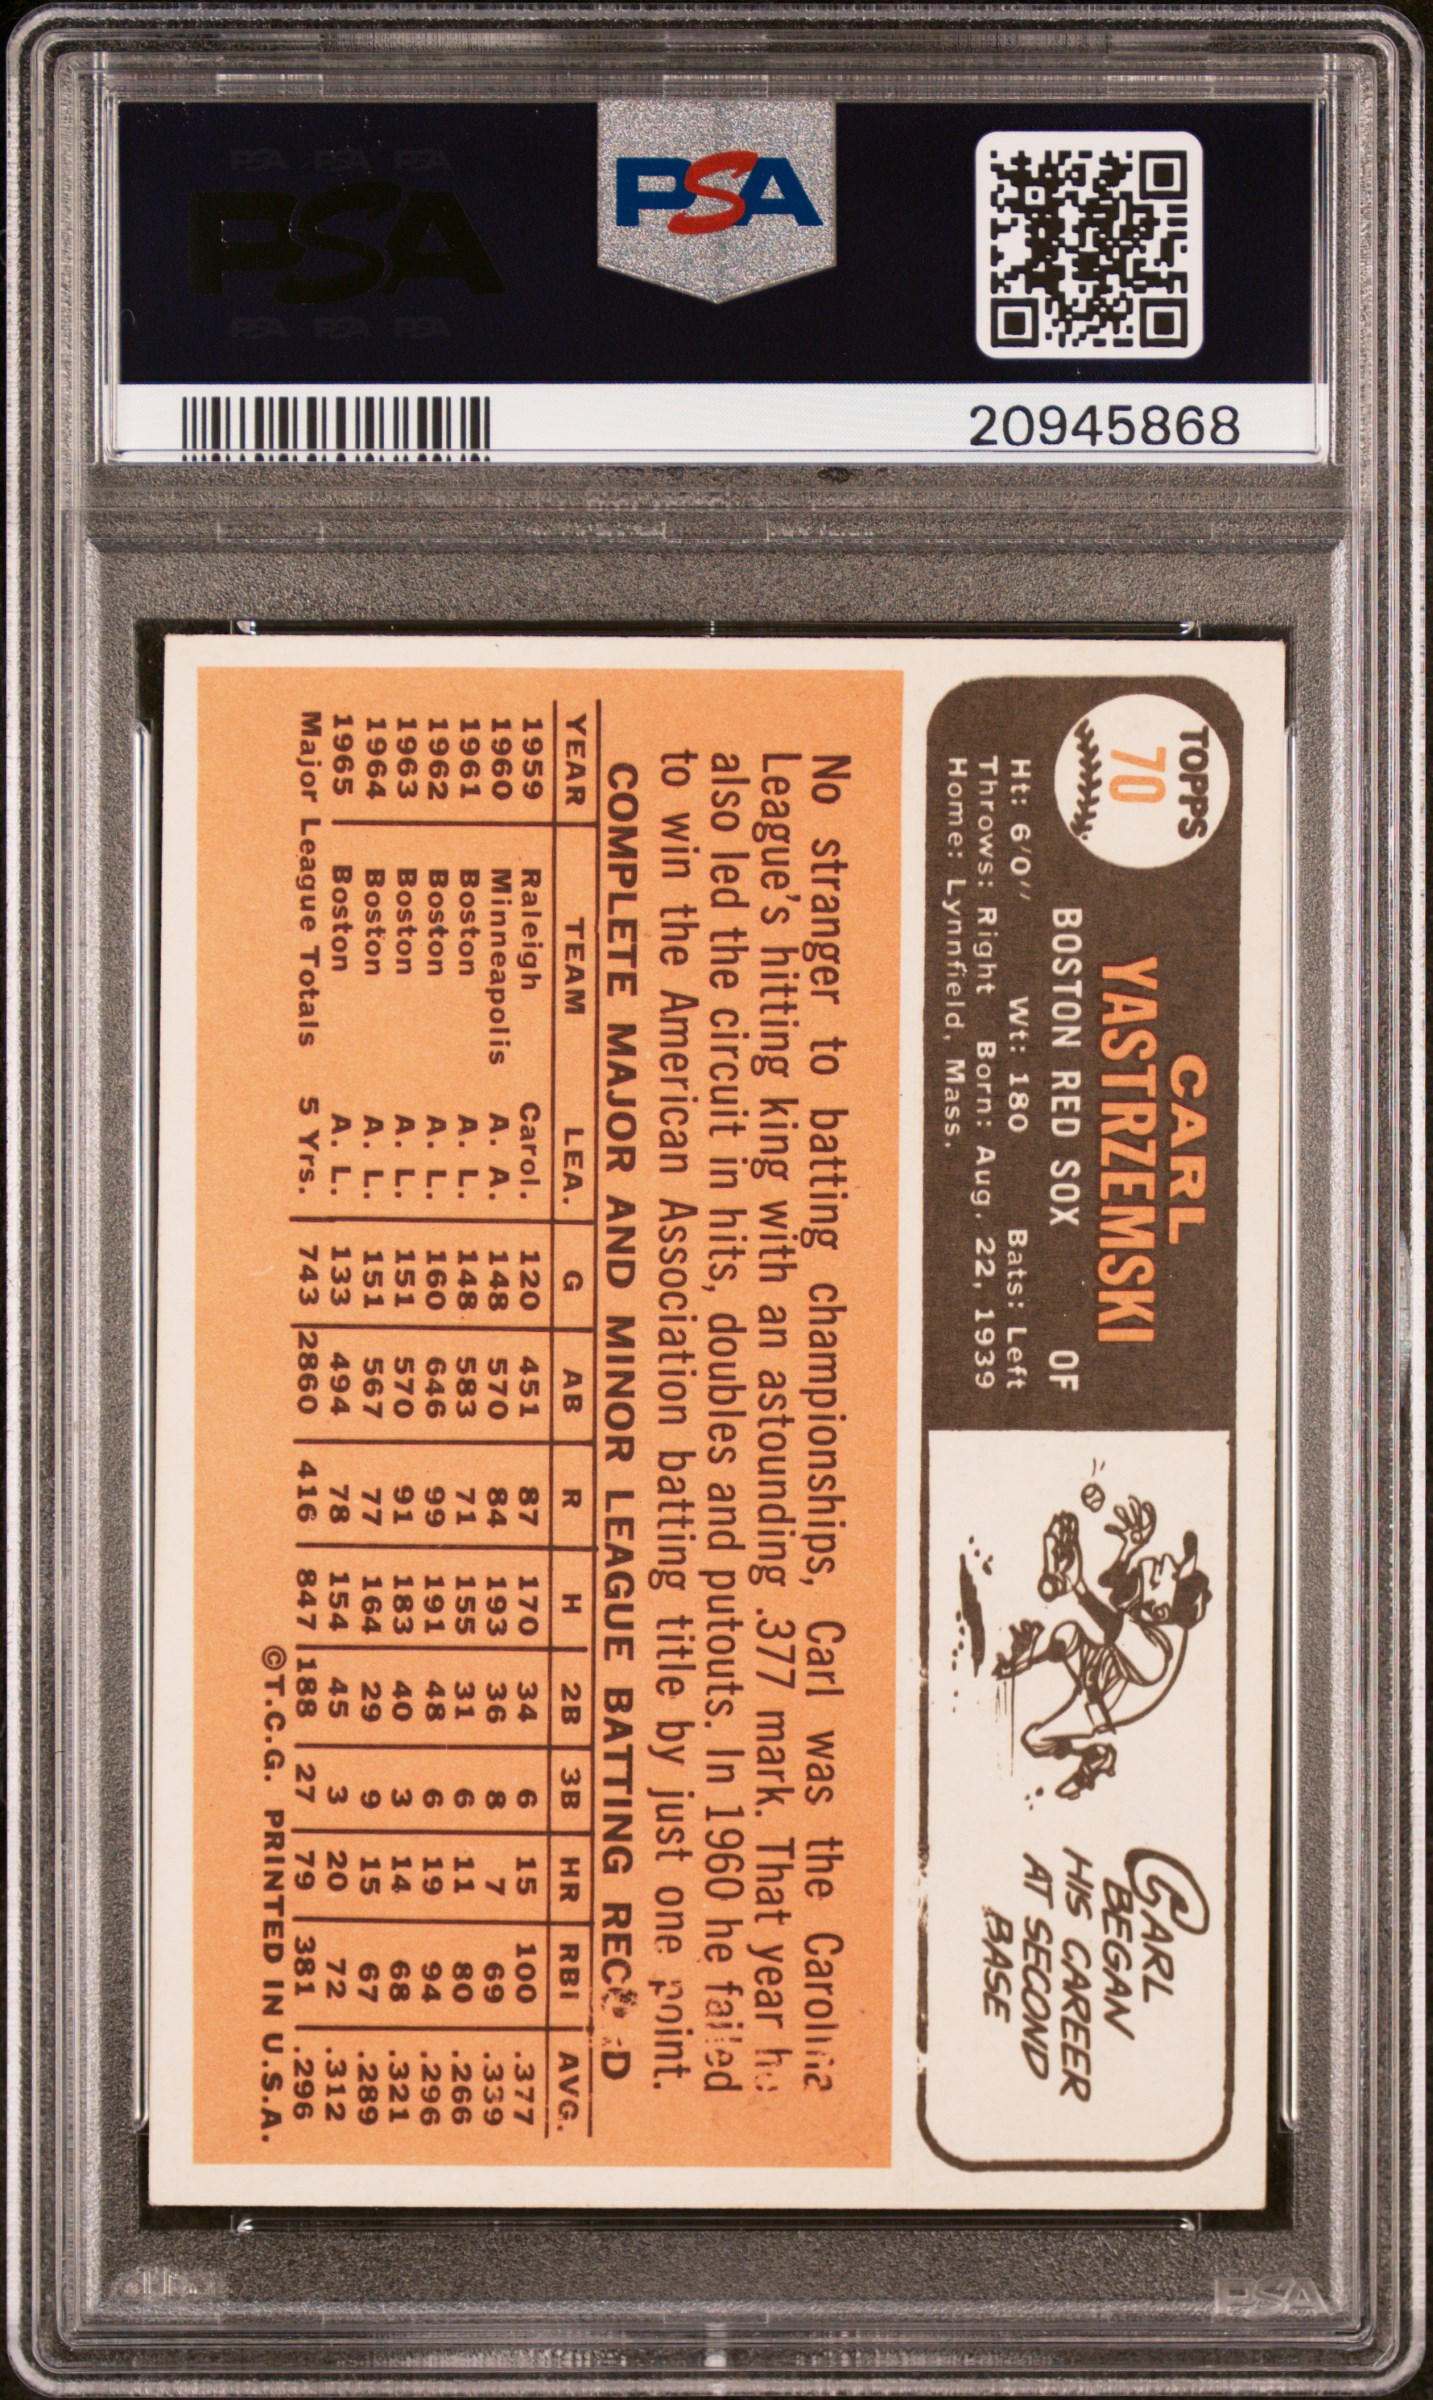 PSA PSA PSA
PSA
PSA PSA PSA
PSA
20945868
TOPPS
70
CARL
YASTRZEMSKI OF
BOSTON RED SOX
Ht: 6'0" Wt: 180 Bats: Left
Throws: Right Born: Aug. 22, 1939
Home: Lynnfield, Mass.
CARL
BEGAN
HIS CAREER
AT SECOND
BASE
No stranger to batting championships, Carl was the Carolina
League's hitting king with an astounding .377 mark. That year he
also led the circuit in hits, doubles and putouts. In 1960 he failed
to win the American Association batting title by just one point.
COMPLETE MAJOR AND MINOR LEAGUE BATTING RECORD
YEAR TEAM LEA. G AB R H 2B 3B HR RBI AVG.
1959 Raleigh Carol. 120 451 87 170 34 6 15 100 .377
1960 Minneapolis A. A. 148 570 84 193 36 8 7 69 .339
1961 Boston A. L. 148 583 71 155 31 6 11 80 .266
1962 Boston A. L. 160 646 99 191 48 6 19 94 .296
1963 Boston A. L. 151 570 91 183 40 3 14 68 .321
1964 Boston A. L. 151 567 77 164 29 9 15 67 .289
1965 Boston A. L. 133 494 78 154 45 3 20 72 .312
Major League Totals 5 Yrs. 743 2860 416 847 188 27 79 381 .296
©T.C.G. PRINTED IN U.S.A.
PSA